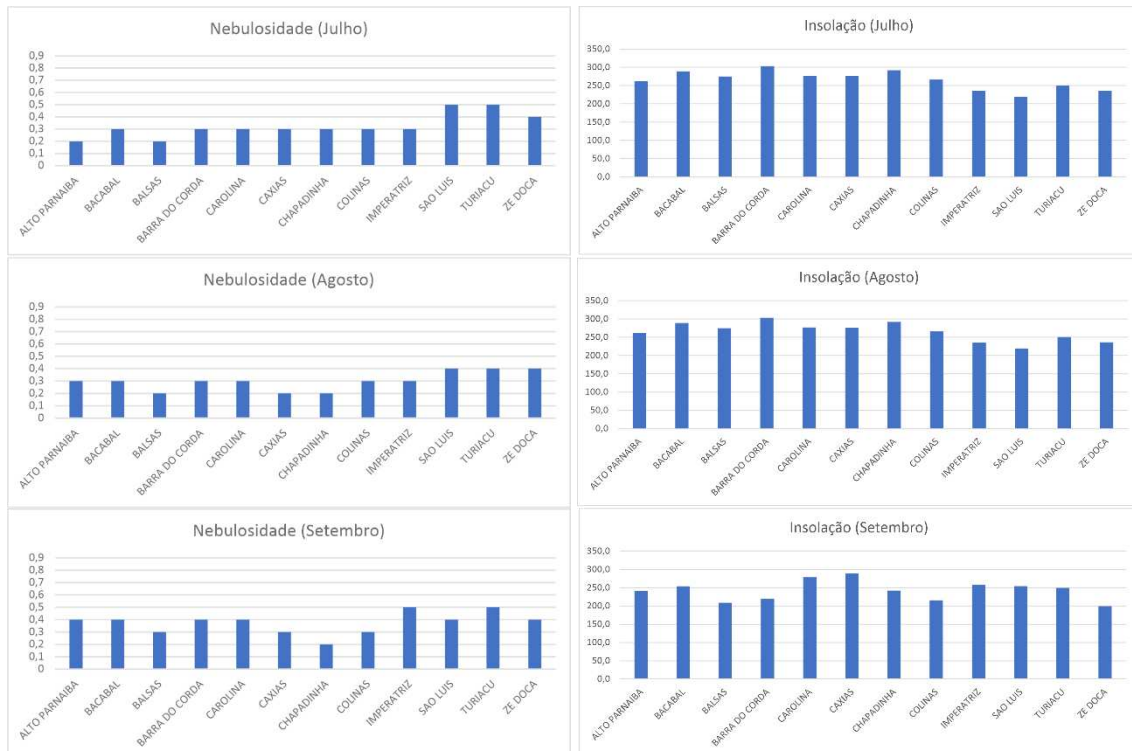 Nebulosidade (Julho)
0,9
0,8
0,7
0,6
0,5
0,4
0,3
0,2
0,1
0
ALTO PARNAIBA
BACABAL
BALSAS
BARRA DO CORDA
CAROLINA
CAXIAS
CHAPADINHA
COLINAS
IMPERATRIZ
SAO LUIS
TURIACU
ZE DOCA
Insolação (Julho)
350,0
300,0
250,0
200,0
150,0
100,0
50,0
0,0
ALTO PARNAIBA
BACABAL
BALSAS
BARRA DO CORDA
CAROLINA
CAXIAS
CHAPADINHA
COLINAS
IMPERATRIZ
SAO LUIS
TURIACU
ZE DOCA
Nebulosidade (Agosto)
0,9
0,8
0,7
0,6
0,5
0,4
0,3
0,2
0,1
0
ALTO PARNAIBA
BACABAL
BALSAS
BARRA DO CORDA
CAROLINA
CAXIAS
CHAPADINHA
COLINAS
IMPERATRIZ
SAO LUIS
TURIACU
ZE DOCA
Insolação (Agosto)
350,0
300,0
250,0
200,0
150,0
100,0
50,0
0,0
ALTO PARNAIBA
BACABAL
BALSAS
BARRA DO CORDA
CAROLINA
CAXIAS
CHAPADINHA
COLINAS
IMPERATRIZ
SAO LUIS
TURIACU
ZE DOCA
Nebulosidade (Setembro)
0,9
0,8
0,7
0,6
0,5
0,4
0,3
0,2
0,1
0
ALTO PARNAIBA
BACABAL
BALSAS
BARRA DO CORDA
CAROLINA
CAXIAS
CHAPADINHA
COLINAS
IMPERATRIZ
SAO LUIS
TURIACU
ZE DOCA
Insolação (Setembro)
350,0
300,0
250,0
200,0
150,0
100,0
50,0
0,0
ALTO PARNAIBA
BACABAL
BALSAS
BARRA DO CORDA
CAROLINA
CAXIAS
CHAPADINHA
COLINAS
IMPERATRIZ
SAO LUIS
TURIACU
ZE DOCA